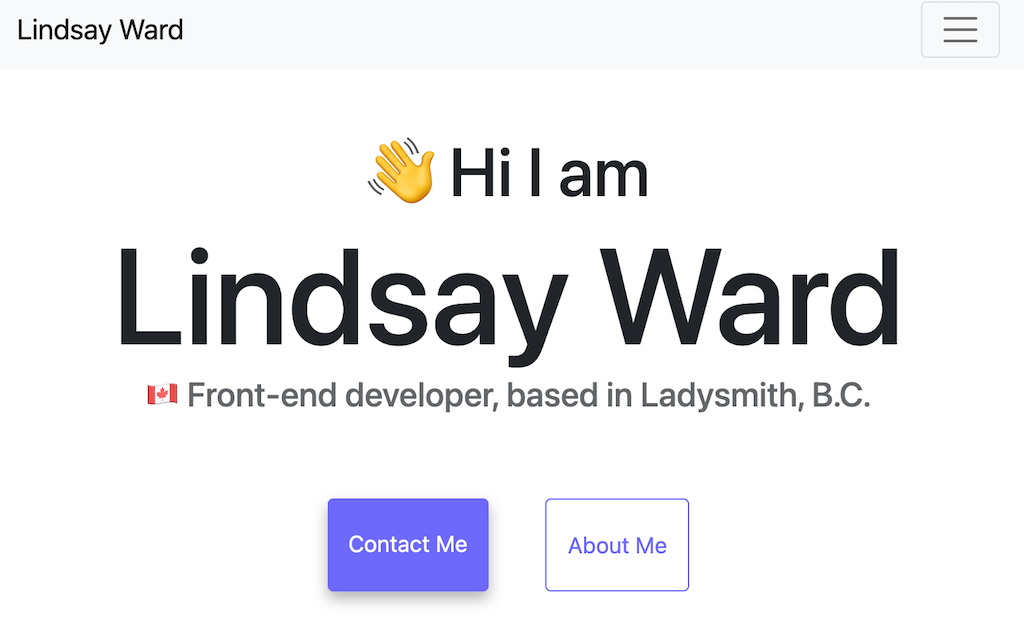 Lindsay Ward
👋 Hi I am
Lindsay Ward
🇨🇦 Front-end developer, based in Ladysmith, B.C.
Contact Me
About Me